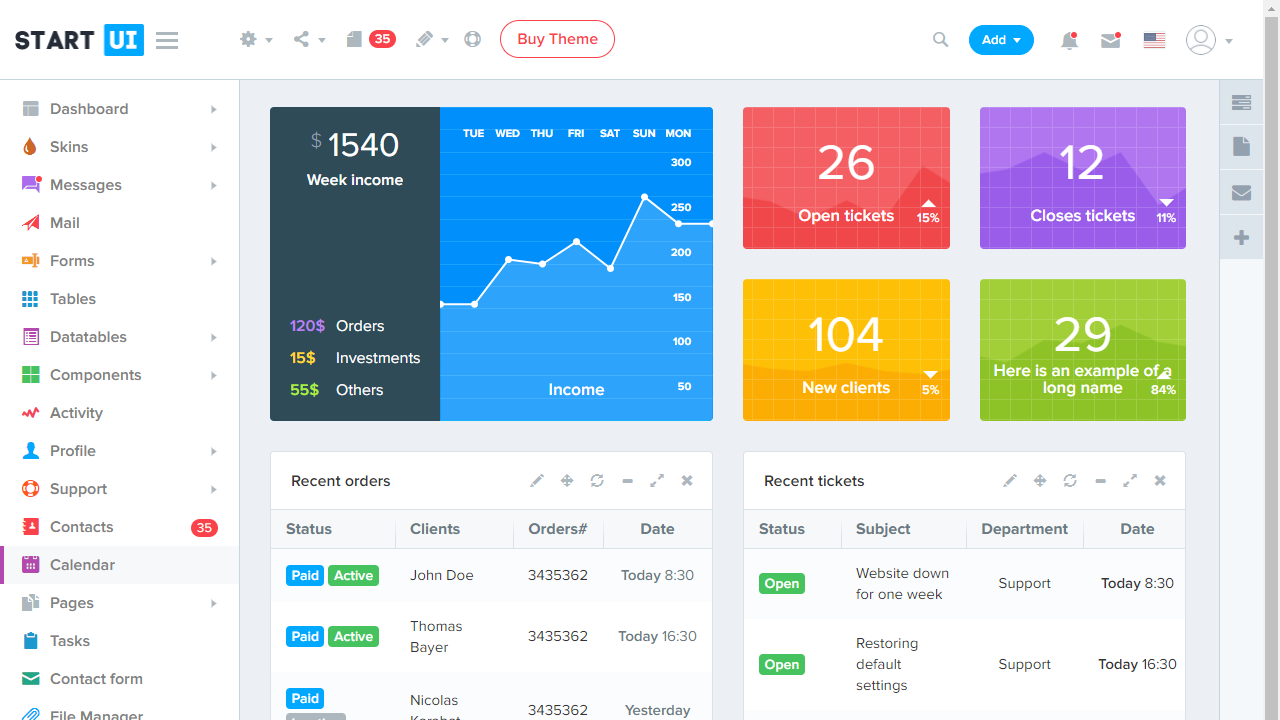 START UI
35
Buy Theme
Add
Dashboard
Skins
Messages
Mail
Forms
Tables
Datatables
Components
Activity
Profile
Support
Contacts 35
Calendar
Pages
Tasks
Contact form
File Manager
$ 1540
Week income
120$ Orders
15$ Investments
55$ Others
TUE WED THU FRI SAT SUN MON
300
250
200
150
100
50
Income
26
Open tickets
15%
12
Closes tickets
11%
104
New clients
5%
29
Here is an example of a
long name
84%
Recent orders
Status Clients Orders# Date
Paid Active John Doe 3435362 Today 8:30
Paid Active Thomas
Bayer 3435362 Today 16:30
Paid
Nicolas
3435362 Yesterday
Recent tickets
Status Subject Department Date
Open Website down
for one week Support Today 8:30
Open Restoring
default
settings Support Today 16:30